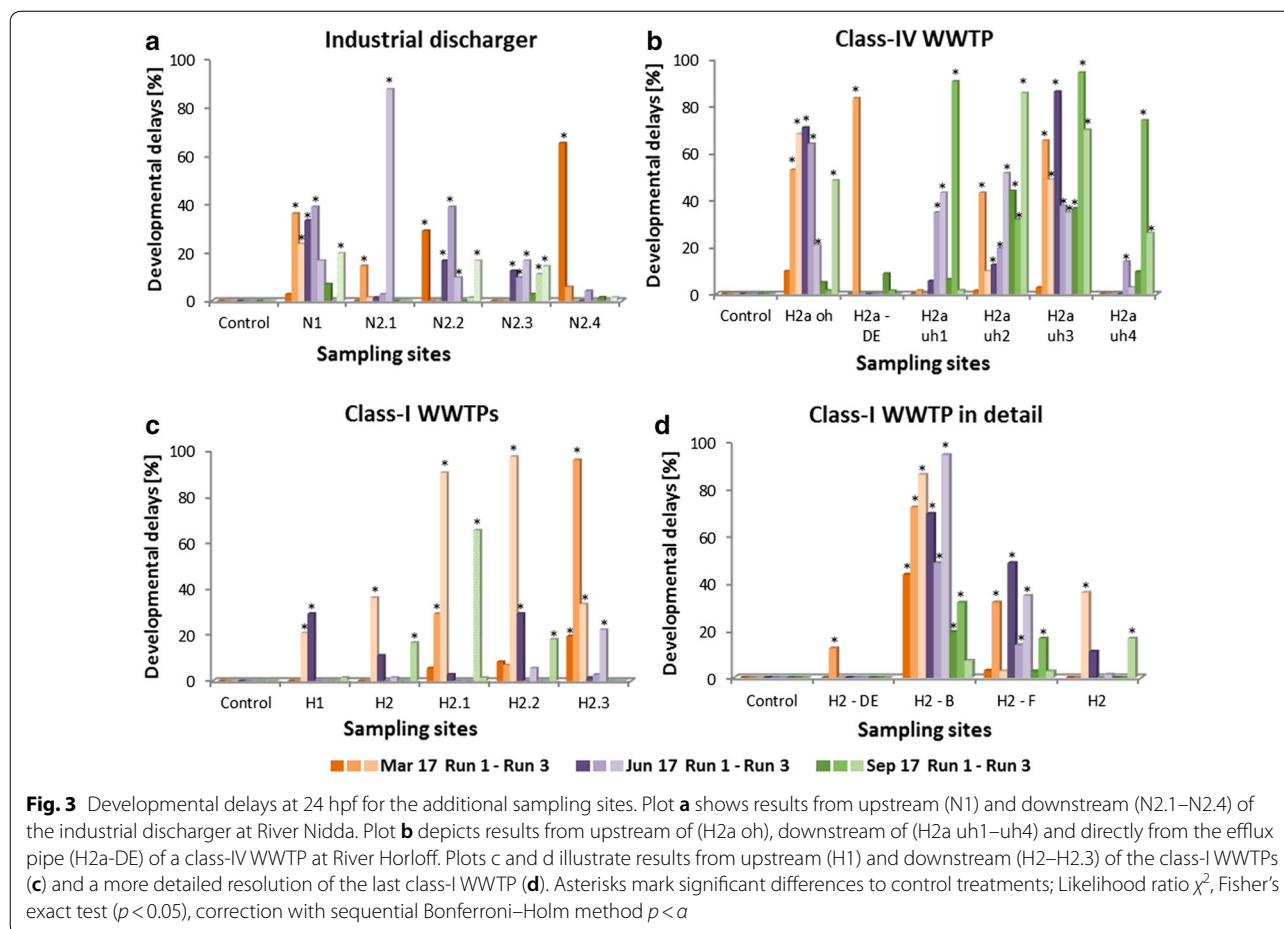 a
Industrial discharger
Developmental delays [%]
100
80
60
40
20
0
* * * * * * * * * * * * * * * * * * *
Control N1 N2.1 N2.2 N2.3 N2.4
Sampling sites
b
Class-IV WWTP
Developmental delays [%]
100
80
60
40
20
0
Control H2a oh H2a - DE H2a uh1 H2a uh2 H2a uh3 H2a uh4
Sampling sites
c
Class-I WWTPs
Developmental delays [%]
100
80
60
40
20
0
Control H1 H2 H2.1 H2.2 H2.3
Sampling sites
d
Class-I WWTP in detail
Developmental delays [%]
100
80
60
40
20
0
Control H2 - DE H2 - B H2 - F H2
Sampling sites
Mar 17 Run 1 - Run 3 Jun 17 Run 1 - Run 3 Sep 17 Run 1 - Run 3
Fig. 3 Developmental delays at 24 hpf for the additional sampling sites. Plot a shows results from upstream (N1) and downstream (N2.1–N2.4) of
the industrial discharger at River Nidda. Plot b depicts results from upstream of (H2a oh), downstream of (H2a uh1–uh4) and directly from the efflux
pipe (H2a-DE) of a class-IV WWTP at River Horloff. Plots c and d illustrate results from upstream (H1) and downstream (H2–H2.3) of the class-I WWTPs
(c) and a more detailed resolution of the last class-I WWTP (d). Asterisks mark significant differences to control treatments; Likelihood ratio χ², Fisher's
exact test (p < 0.05), correction with sequential Bonferroni–Holm method p < α